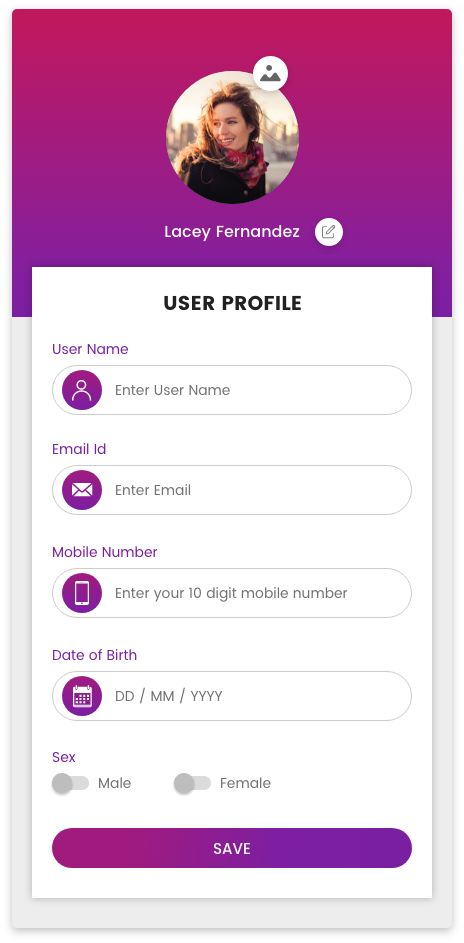 Lacey Fernandez
USER PROFILE
User Name
Enter User Name
Email Id
Enter Email
Mobile Number
Enter your 10 digit mobile number
Date of Birth
DD / MM / YYYY
Sex
Male Female
SAVE